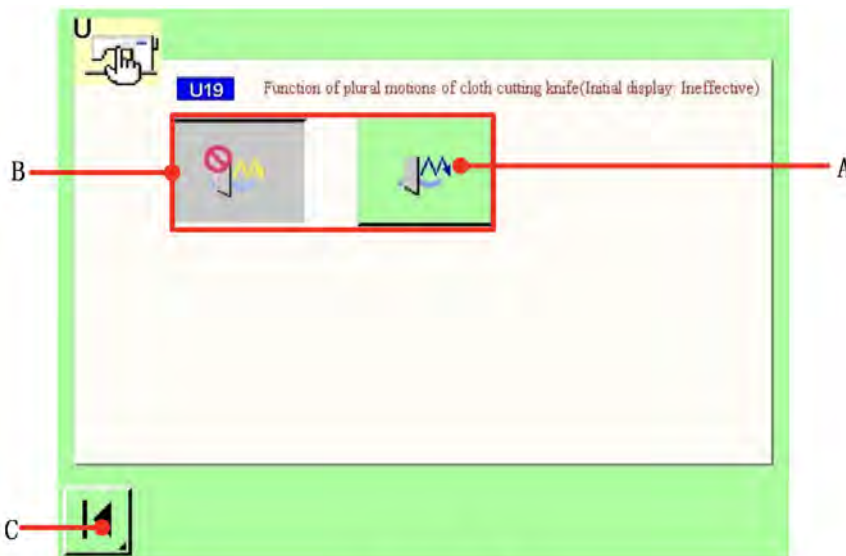 U
U19 Function of plural motions of cloth cutting knife(Initial display: Ineffective)
B
A
C